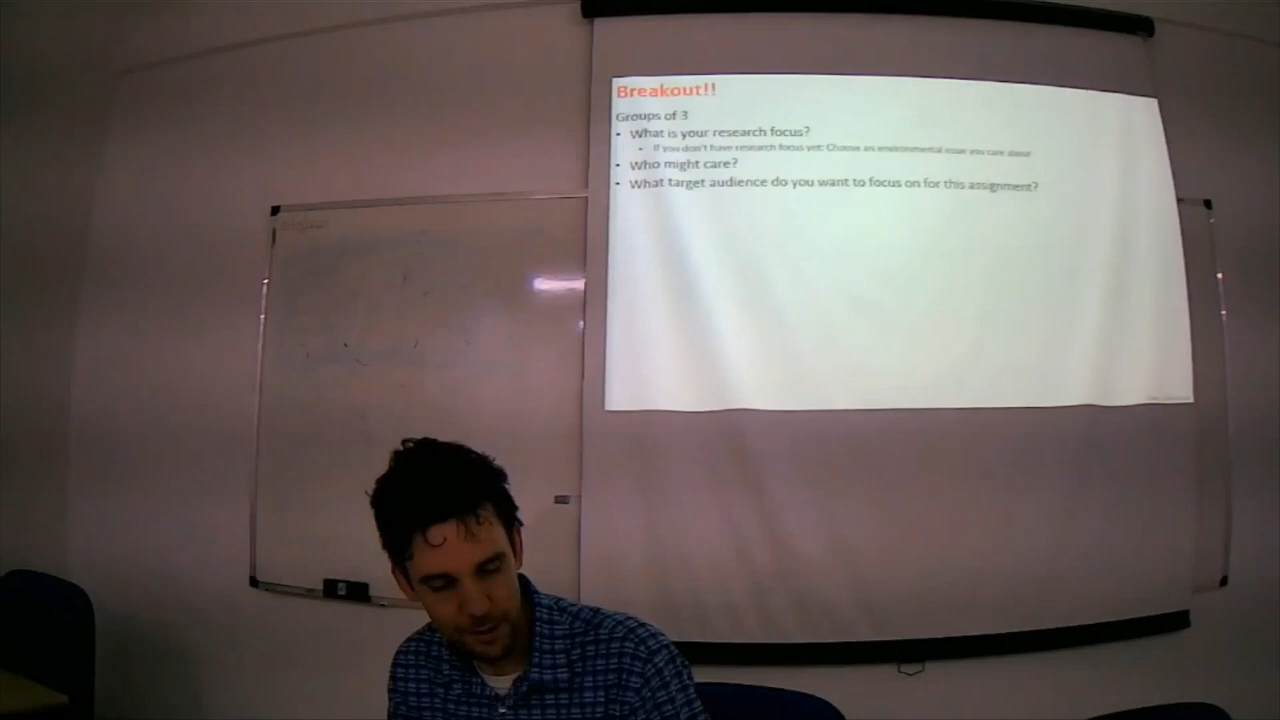 Breakout!!
Groups of 3
• What is your research focus?
• If you don't have research focus yet: Choose an environmental issue you care about
• Who might care?
• What target audience do you want to focus on for this assignment?